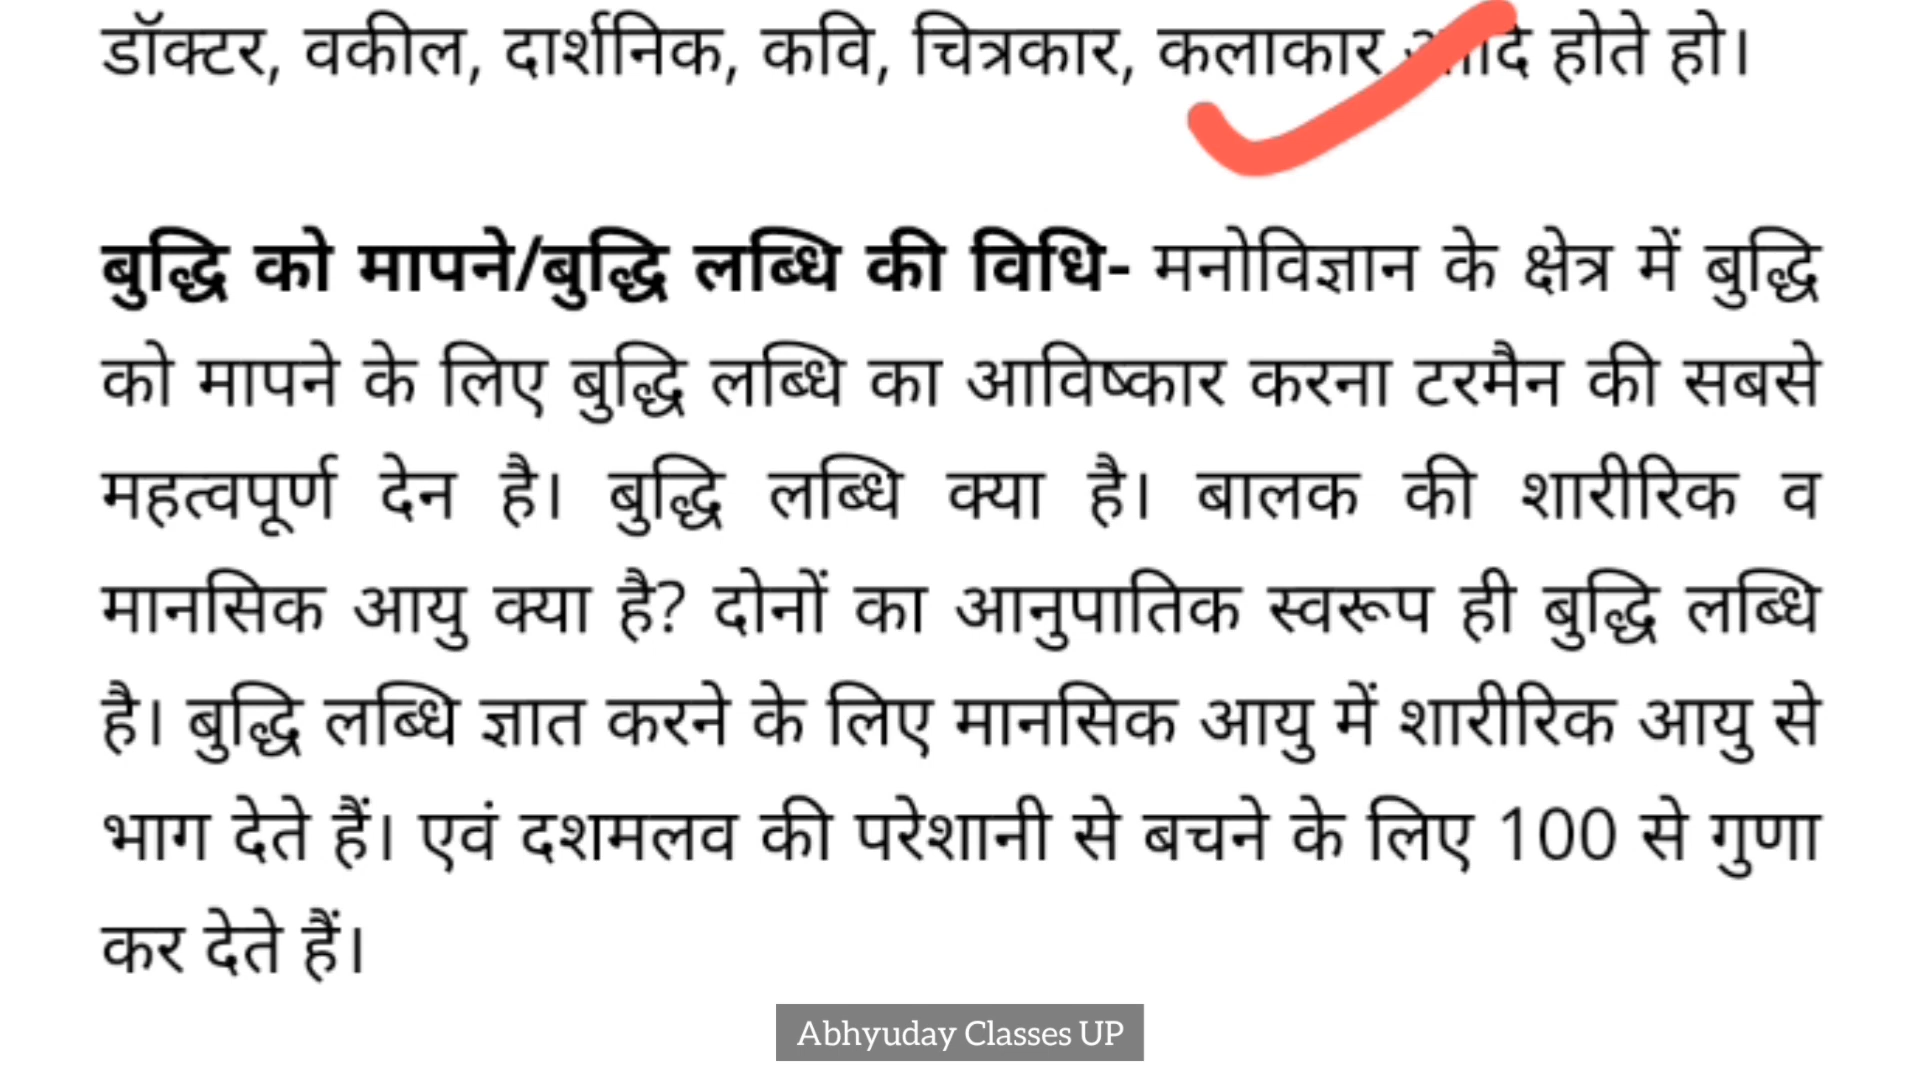 डॉक्टर, वकील, दार्शनिक, कवि, चित्रकार, कलाकार होते हो।
बुद्धि को मापने/बुद्धि लब्धि की विधि- मनोविज्ञान के क्षेत्र में बुद्धि
को मापने के लिए बुद्धि लब्धि का आविष्कार करना टरमैन की सबसे
महत्वपूर्ण देन है। बुद्धि लब्धि क्या है। बालक की शारीरिक व
मानसिक आयु क्या है? दोनों का आनुपातिक स्वरूप ही बुद्धि लब्धि
है। बुद्धि लब्धि ज्ञात करने के लिए मानसिक आयु में शारीरिक आयु से
भाग देते हैं। एवं दशमलव की परेशानी से बचने के लिए 100 से गुणा
कर देते हैं।
Abhyuday Classes UP